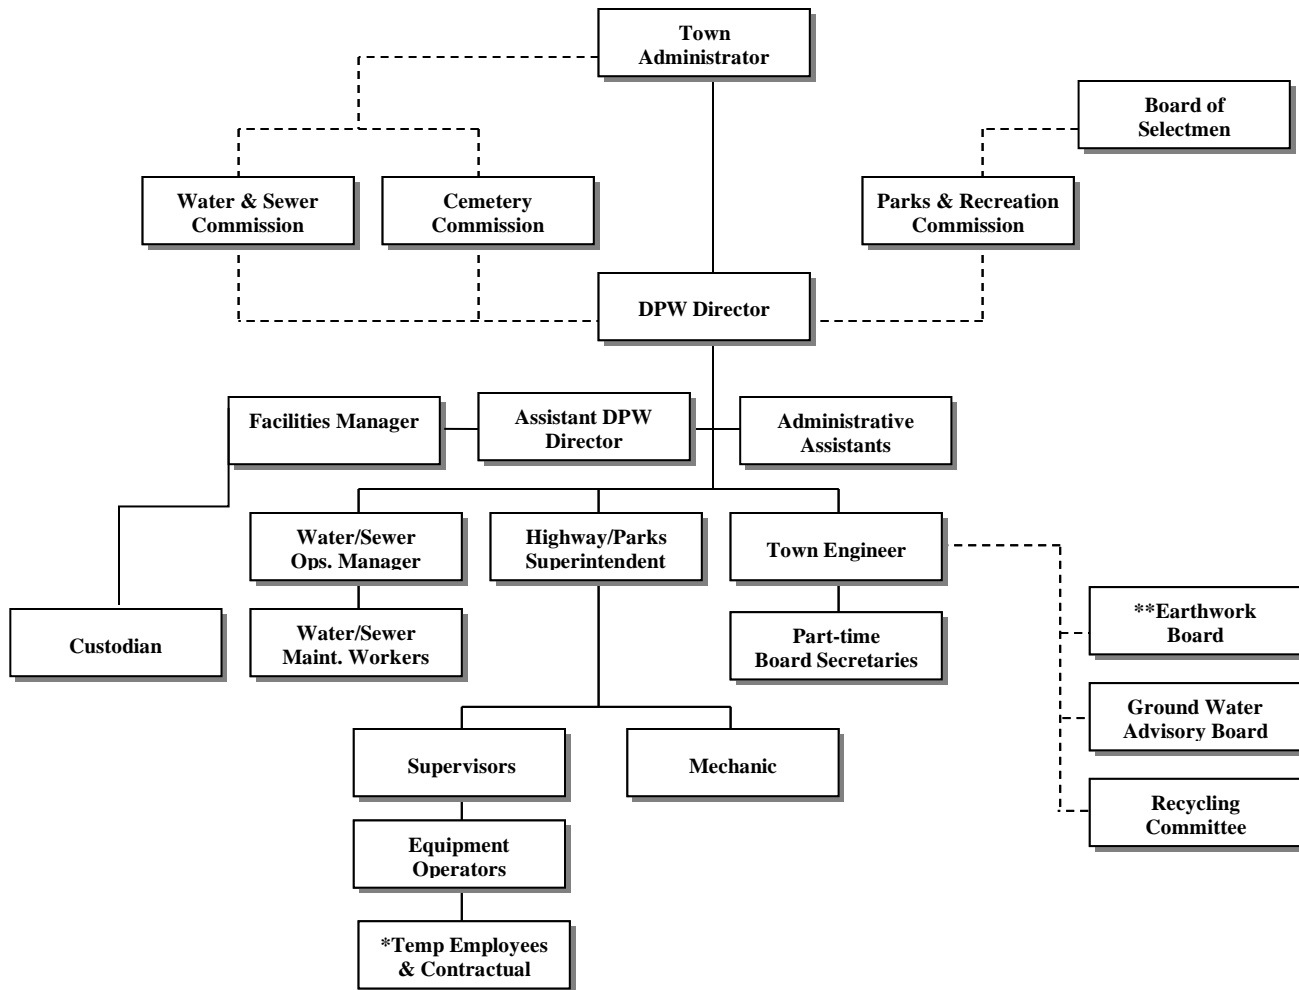 Town
Administrator
Board of
Selectmen
Water & Sewer
Commission
Cemetery
Commission
Parks & Recreation
Commission
DPW Director
Facilities Manager
Assistant DPW
Director
Administrative
Assistants
Water/Sewer
Ops. Manager
Highway/Parks
Superintendent
Town Engineer
Custodian
Water/Sewer
Maint. Workers
Part-time
Board Secretaries
**Earthwork
Board
Ground Water
Advisory Board
Supervisors
Mechanic
Recycling
Committee
Equipment
Operators
*Temp Employees
& Contractual